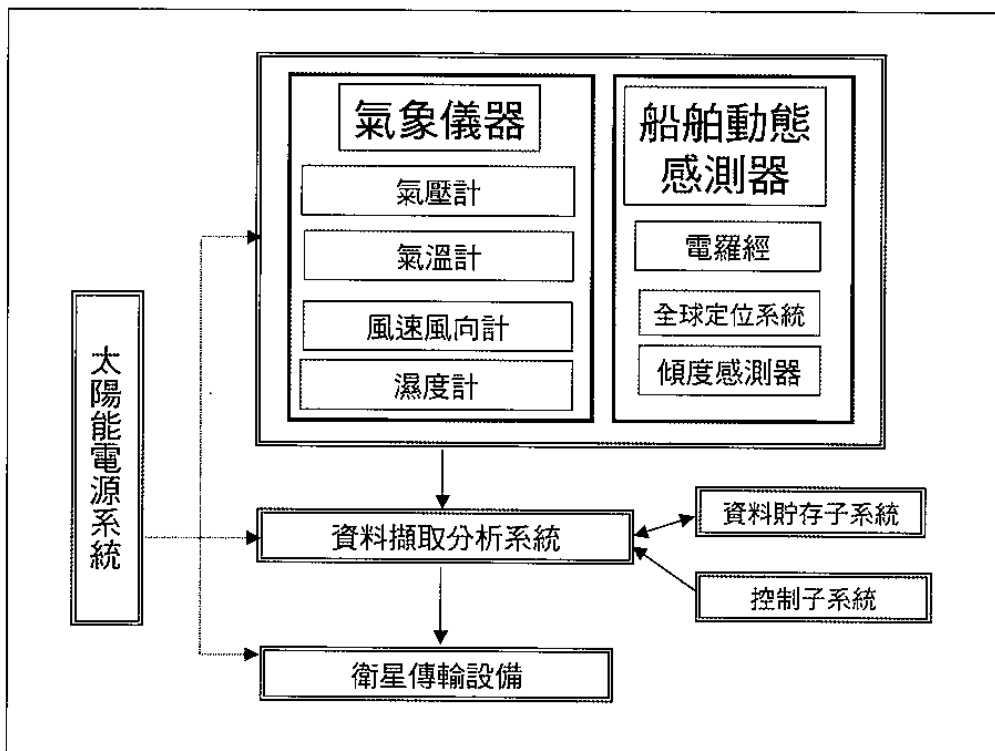 氣象儀器
氣壓計
氣溫計
風速風向計
濕度計
船舶動態
感測器
電羅經
全球定位系統
傾度感測器
太陽能電源系統
資料擷取分析系統
資料貯存子系統
控制子系統
衛星傳輸設備